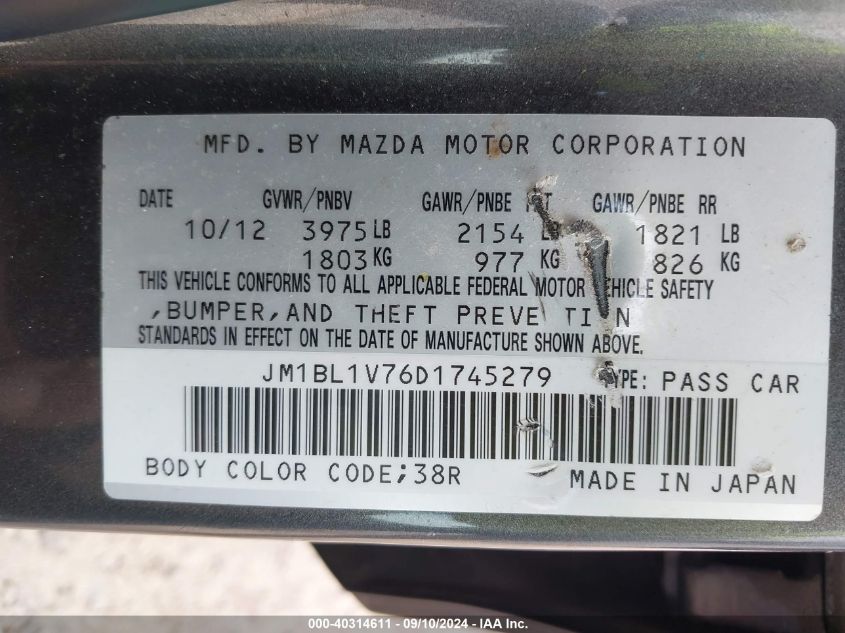 MFD. BY MAZDA MOTOR CORPORATION
DATE GVWR/PNBV GAWR/PNBE GAWR/PNBE RR
10/12 3975 LB 2154 LB 1821 LB
1803 KG 977 KG 826 KG
THIS VEHICLE CONFORMS TO ALL APPLICABLE FEDERAL MOTOR VEHICLE SAFETY
,BUMPER,AND THEFT PREVENTION
STANDARDS IN EFFECT ON THE DATE OF MANUFACTURE SHOWN ABOVE.
JM1BL1V76D1745279 TYPE: PASS CAR
BODY COLOR CODE;38R MADE IN JAPAN
000-40314611 - 09/10/2024 - IAA Inc.